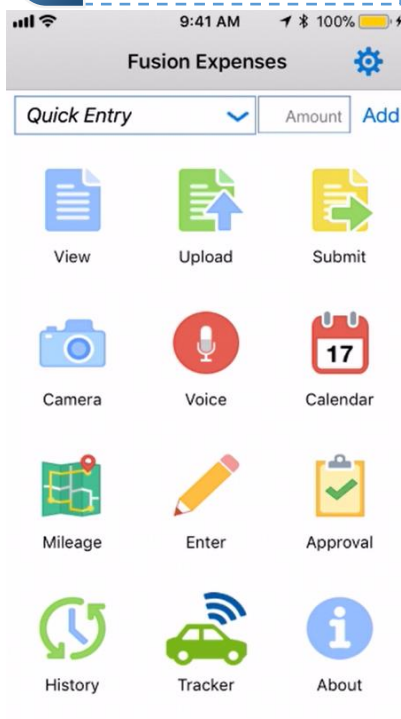 9:41 AM 100%
Fusion Expenses
Quick Entry Amount Add
View Upload Submit
17
Camera Voice Calendar
Mileage Enter Approval
i
History Tracker About